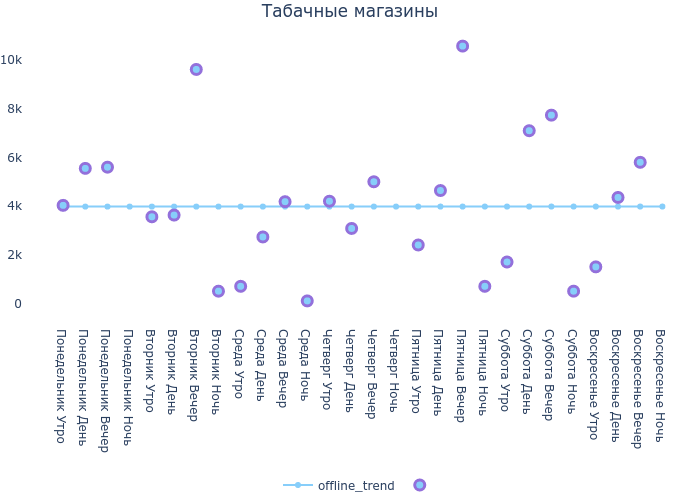 Табачные магазины
10k
8k
6k
4k
2k
0
Понедельник Утро
Понедельник День
Понедельник Вечер
Понедельник Ночь
Вторник Утро
Вторник День
Вторник Вечер
Вторник Ночь
Среда Утро
Среда День
Среда Вечер
Среда Ночь
Четверг Утро
Четверг День
Четверг Вечер
Четверг Ночь
Пятница Утро
Пятница День
Пятница Вечер
Пятница Ночь
Суббота Утро
Суббота День
Суббота Вечер
Суббота Ночь
Воскресенье Утро
Воскресенье День
Воскресенье Вечер
Воскресенье Ночь
offline_trend